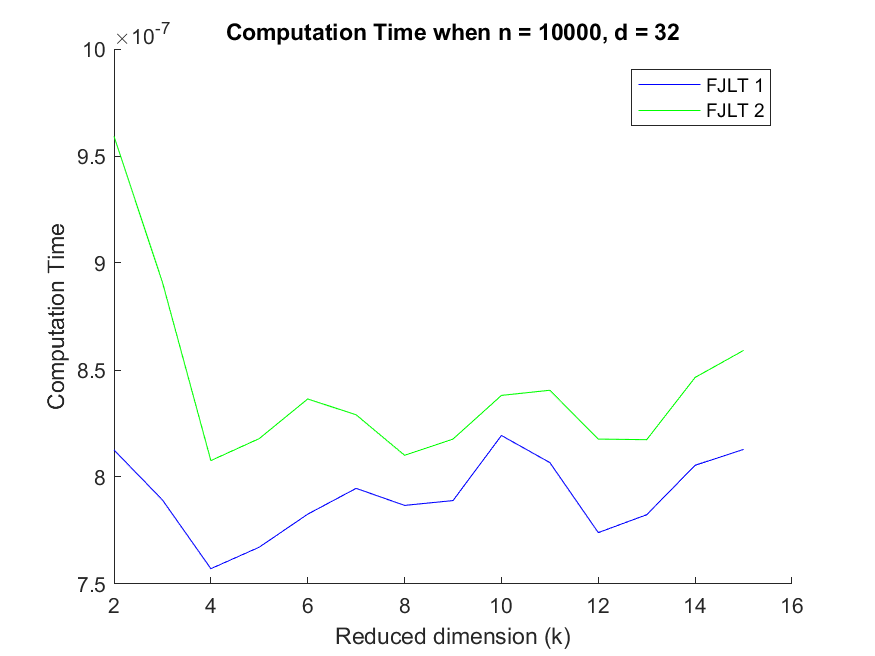 ×10-7
Computation Time when n = 10000, d = 32
FJLT 1
FJLT 2
10
9.5
9
8.5
8
7.5
Computation Time
2 4 6 8 10 12 14 16
Reduced dimension (k)